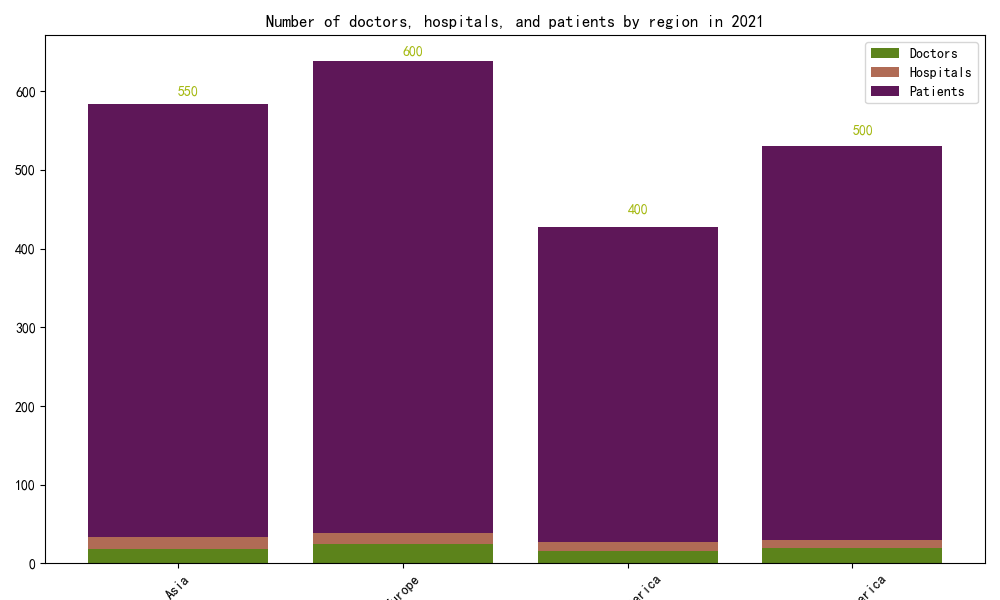 Number of doctors, hospitals, and patients by region in 2021
Doctors
Hospitals
Patients
550
600
400
500
600
500
400
300
200
100
0
Asia